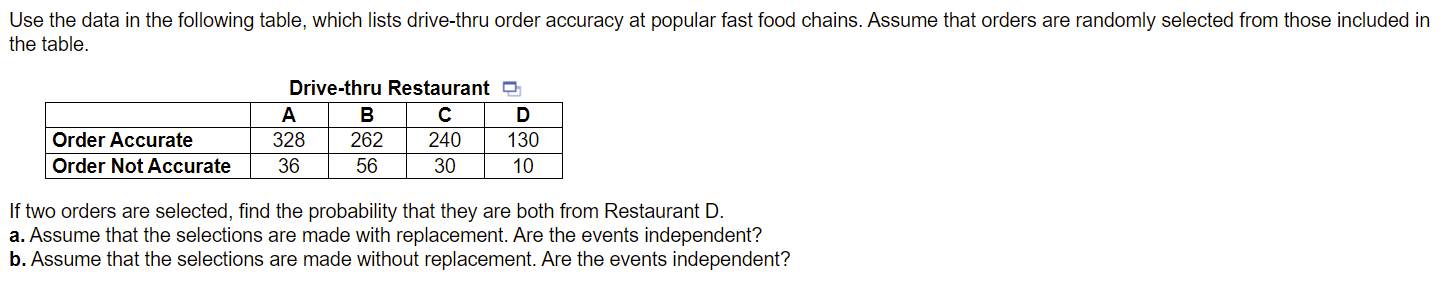 Use the data in the following table, which lists drive-thru order accuracy at popular fast food chains. Assume that orders are randomly selected from those included in
the table.
Drive-thru Restaurant
A B C D
Order Accurate 328 262 240 130
Order Not Accurate 36 56 30 10
If two orders are selected, find the probability that they are both from Restaurant D.
a. Assume that the selections are made with replacement. Are the events independent?
b. Assume that the selections are made without replacement. Are the events independent?